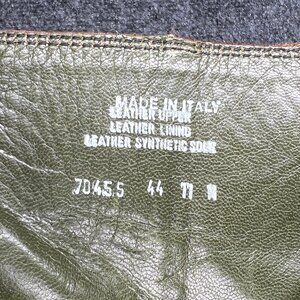 MADE IN ITALY
LEATHER UPPER
LEATHER LINING
LEATHER SYNTHETIC SOLE
7045.5 44 11 M